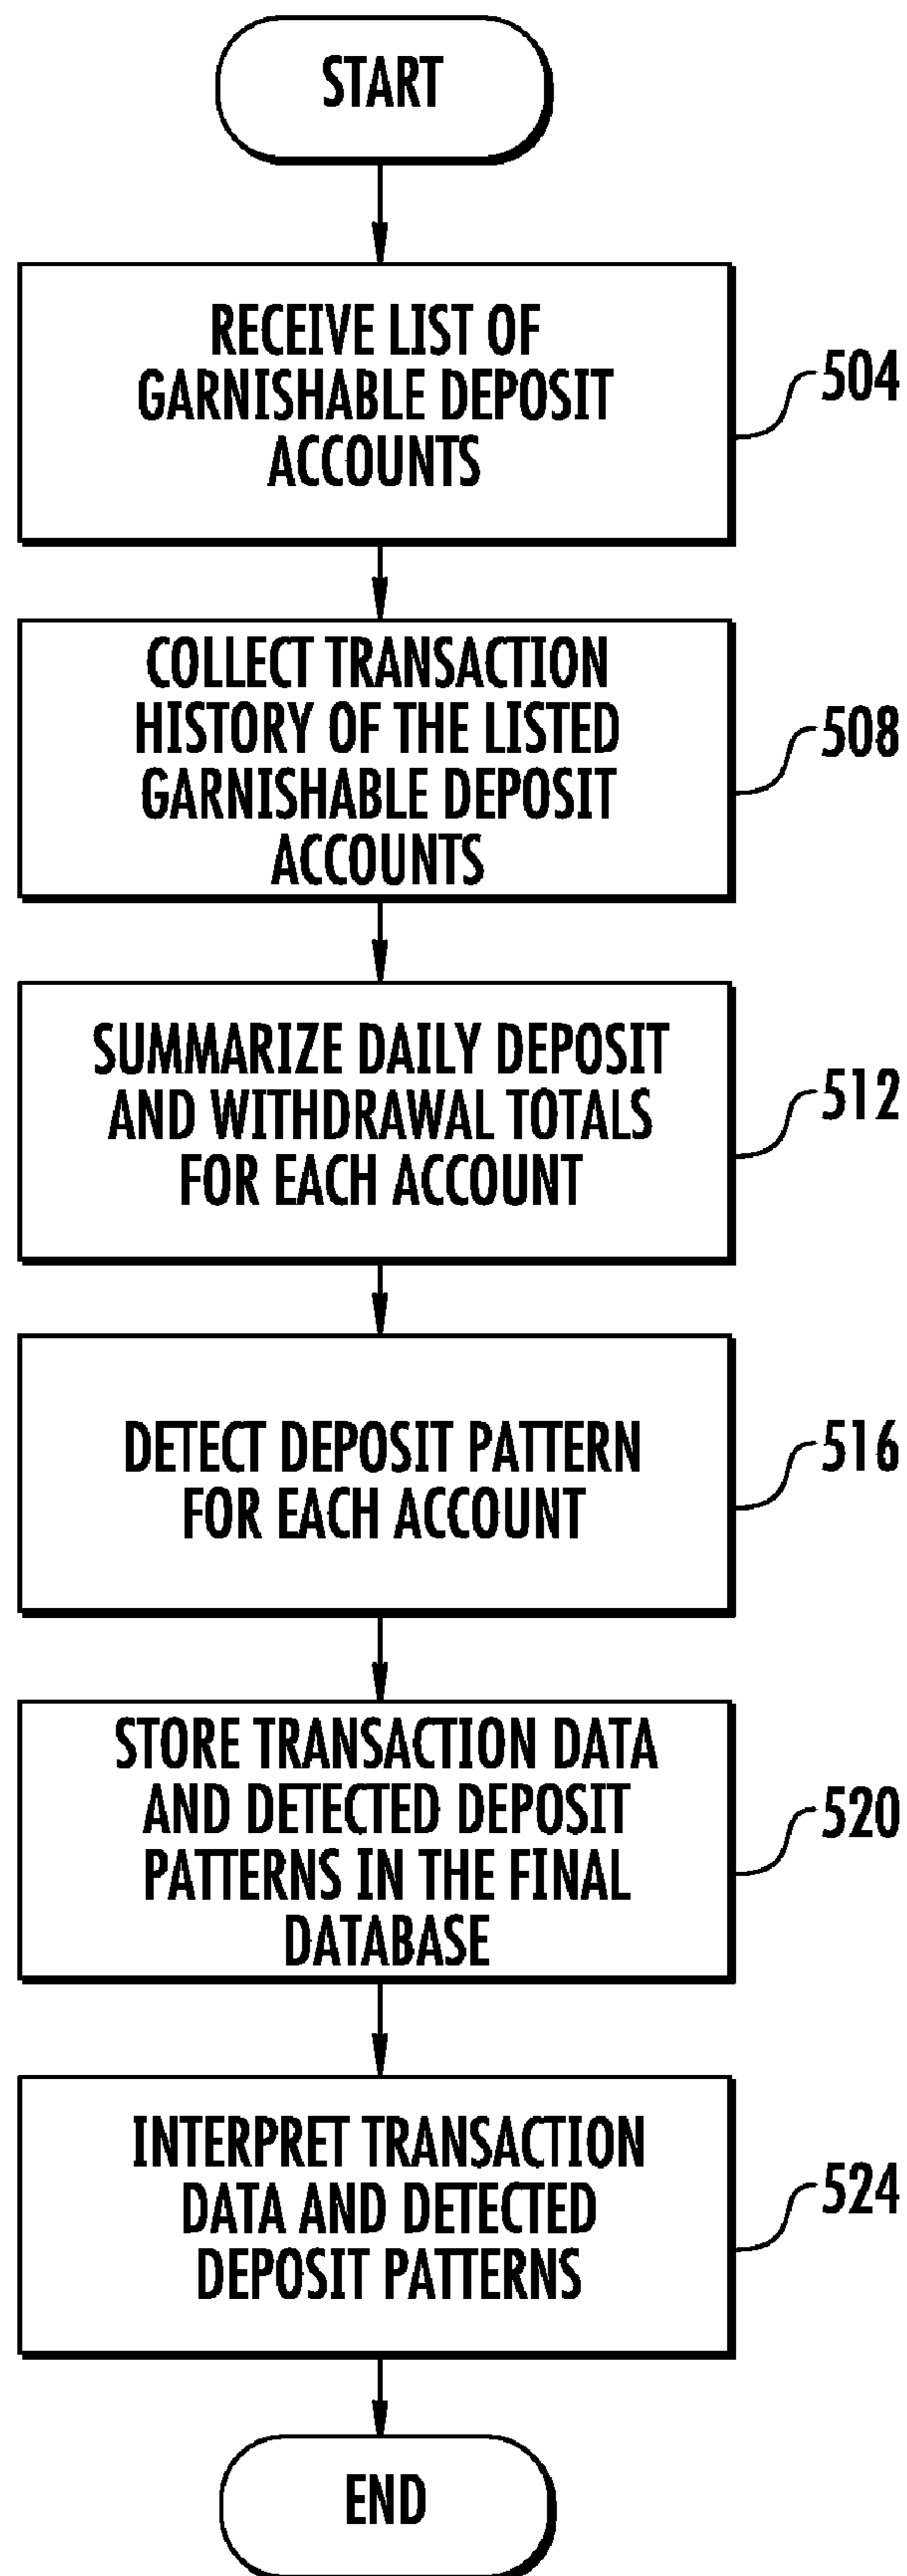 START
RECEIVE LIST OF
GARNISHABLE DEPOSIT
ACCOUNTS
504
COLLECT TRANSACTION
HISTORY OF THE LISTED
GARNISHABLE DEPOSIT
ACCOUNTS
508
SUMMARIZE DAILY DEPOSIT
AND WITHDRAWAL TOTALS
FOR EACH ACCOUNT
512
DETECT DEPOSIT PATTERN
FOR EACH ACCOUNT
516
STORE TRANSACTION DATA
AND DETECTED DEPOSIT
PATTERNS IN THE FINAL
DATABASE
520
INTERPRET TRANSACTION
DATA AND DETECTED
DEPOSIT PATTERNS
524
END